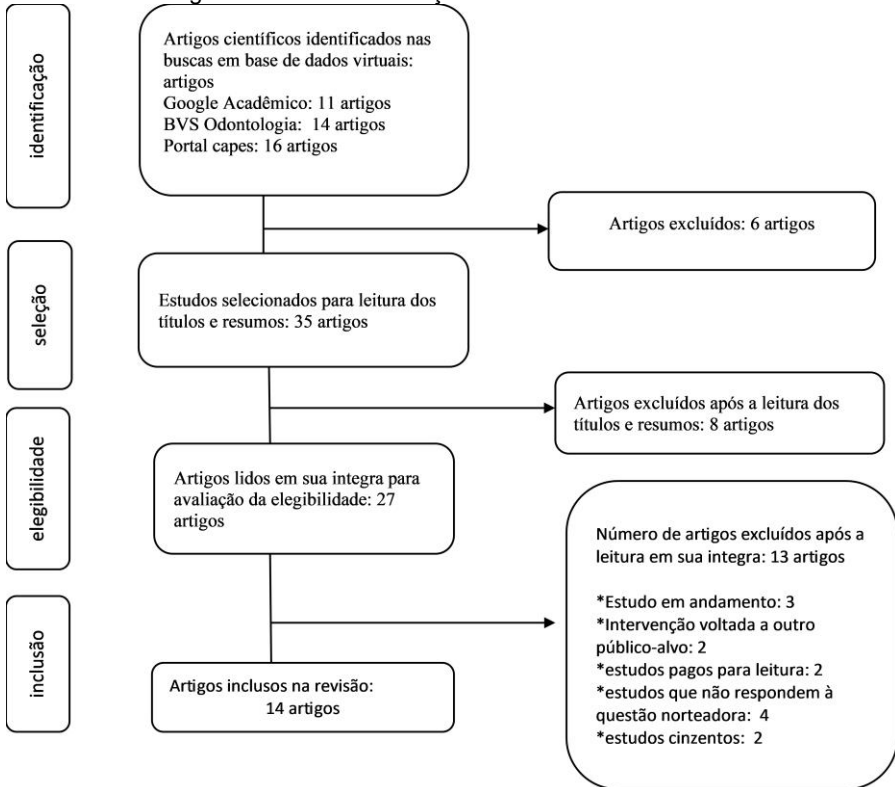 identificação
Artigos científicos identificados nas
buscas em base de dados virtuais:
artigos
Google Acadêmico: 11 artigos
BVS Odontologia:  14 artigos
Portal capes: 16 artigos
Artigos excluídos: 6 artigos
seleção
Estudos selecionados para leitura dos
títulos e resumos: 35 artigos
Artigos excluídos após a leitura dos
títulos e resumos: 8 artigos
elegibilidade
Artigos lidos em sua integra para
avaliação da elegibilidade: 27
artigos
Número de artigos excluídos após a
leitura em sua integra: 13 artigos
*Estudo em andamento: 3
*Intervenção voltada a outro
público-alvo: 2
*estudos pagos para leitura: 2
*estudos que não respondem à
questão norteadora:  4
*estudos cinzentos:  2
inclusão
Artigos inclusos na revisão:
14 artigos